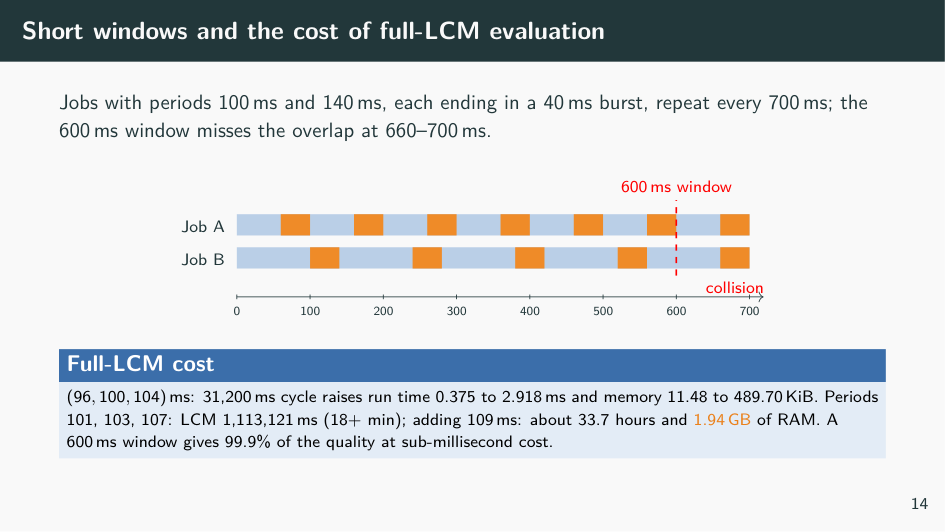 Short windows and the cost of full-LCM evaluation
Jobs with periods 100 ms and 140 ms, each ending in a 40 ms burst, repeat every 700 ms; the
600 ms window misses the overlap at 660–700 ms.
600 ms window
Job A
Job B
collision
0 100 200 300 400 500 600 700
Full-LCM cost
(96, 100, 104) ms: 31,200 ms cycle raises run time 0.375 to 2.918 ms and memory 11.48 to 489.70 KiB. Periods
101, 103, 107: LCM 1,113,121 ms (18+ min); adding 109 ms: about 33.7 hours and 1.94 GB of RAM. A
600 ms window gives 99.9% of the quality at sub-millisecond cost.
14